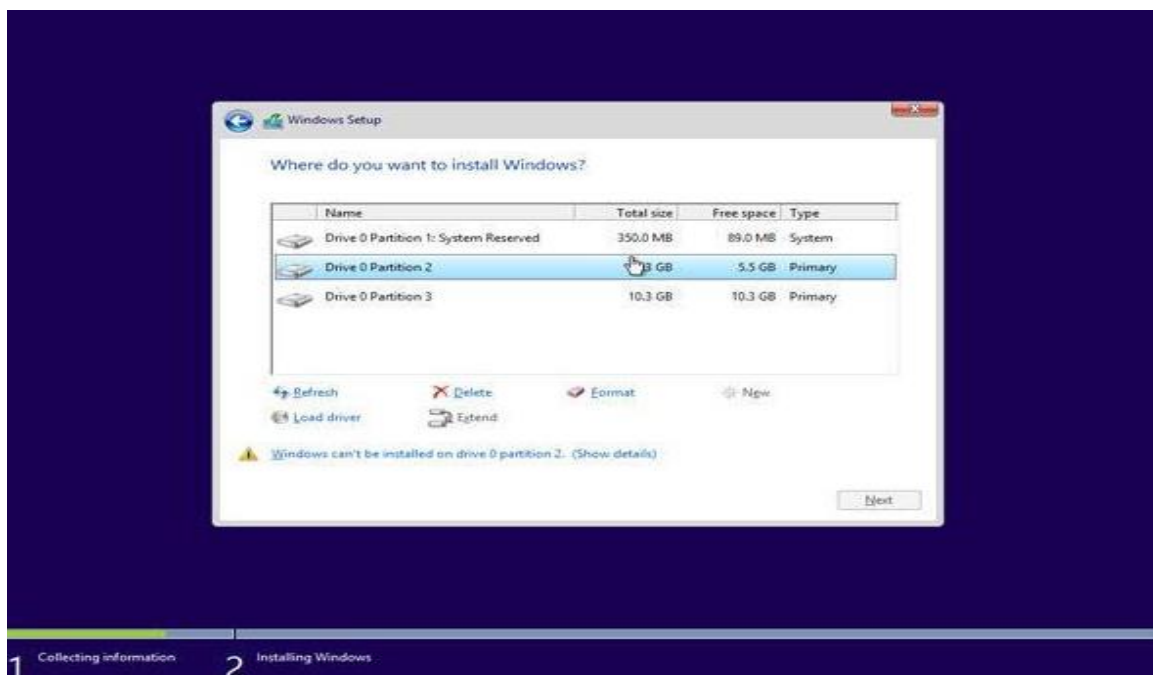 Windows Setup
Where do you want to install Windows?
Name Total size Free space Type
Drive 0 Partition 1: System Reserved 350.0 MB 89.0 MB System
Drive 0 Partition 2 GB 5.5 GB Primary
Drive 0 Partition 3 10.3 GB 10.3 GB Primary
Refresh Delete Format New
Load driver Extend
Windows can't be installed on drive 0 partition 2. (Show details)
Next
1 Collecting information 2 Installing Windows